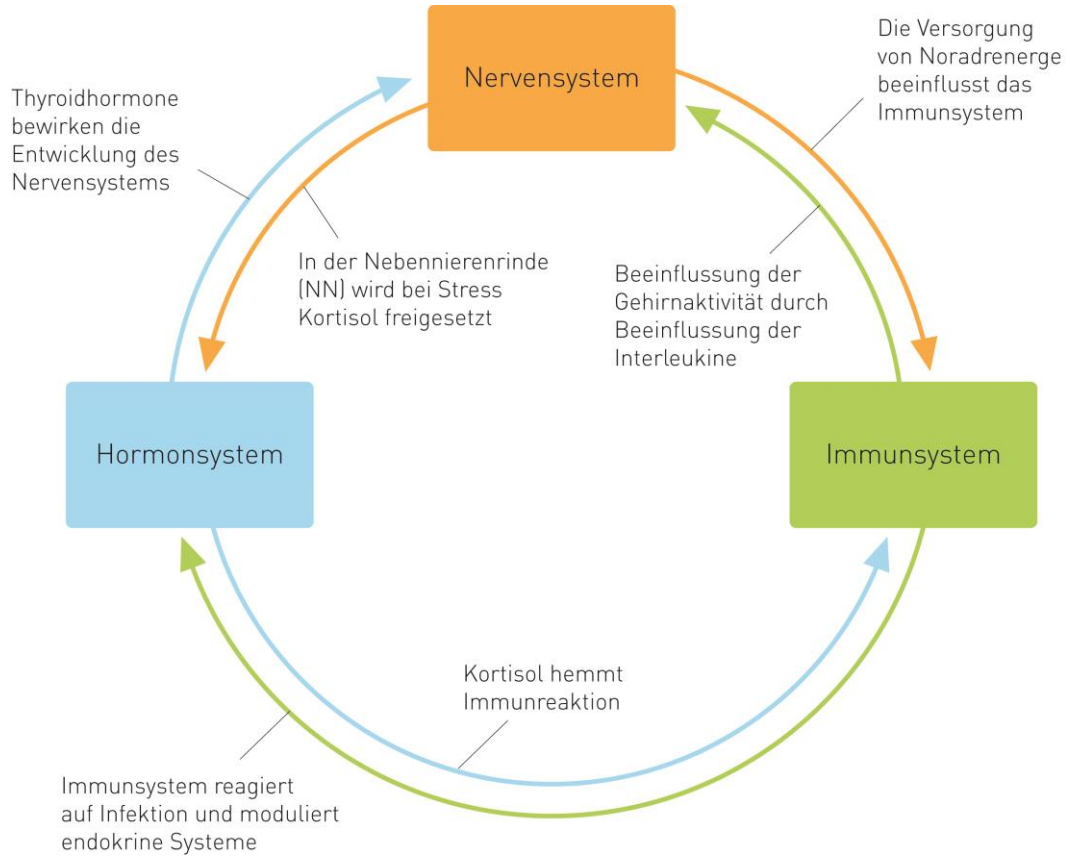 Nervensystem
Die Versorgung
von Noradrenerge
beeinflusst das
Immunsystem
Thyroidhormone
bewirken die
Entwicklung des
Nervensystems
In der Nebennierenrinde
(NN) wird bei Stress
Kortisol freigesetzt
Beeinflussung der
Gehirnaktivität durch
Beeinflussung der
Interleukine
Hormonsystem
Immunsystem
Kortisol hemmt
Immunreaktion
Immunsystem reagiert
auf Infektion und moduliert
endokrine Systeme